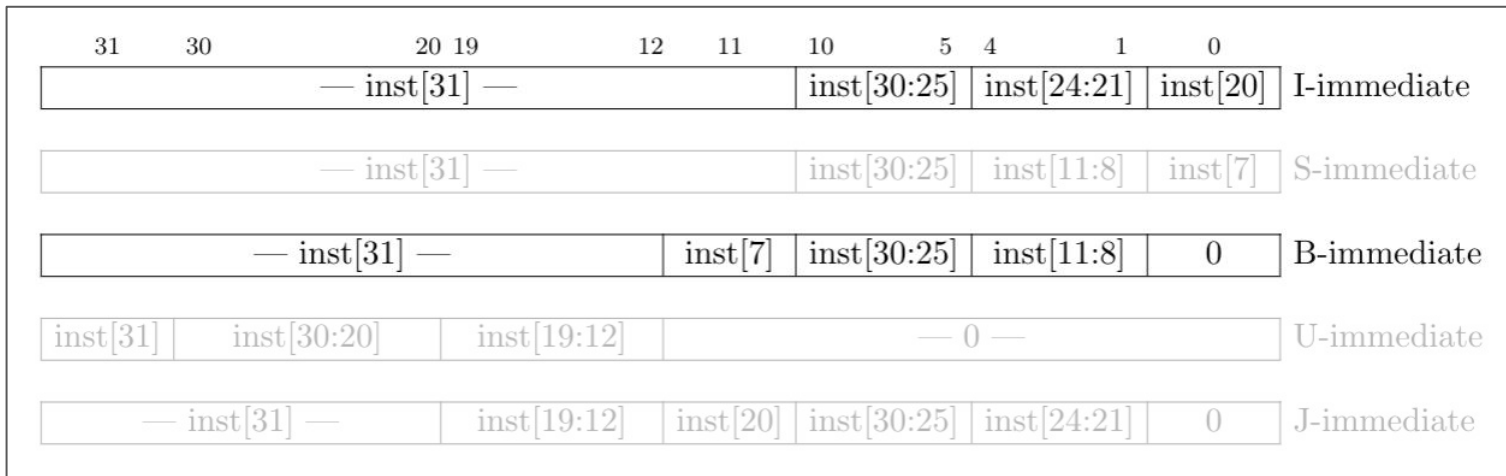 31 30 20 19 12 11 10 5 4 1 0
— inst[31] — inst[30:25] inst[24:21] inst[20] I-immediate
— inst[31] — inst[30:25] inst[11:8] inst[7] S-immediate
— inst[31] — inst[7] inst[30:25] inst[11:8] 0 B-immediate
inst[31] inst[30:20] inst[19:12] — 0 — U-immediate
— inst[31] — inst[19:12] inst[20] inst[30:25] inst[24:21] 0 J-immediate